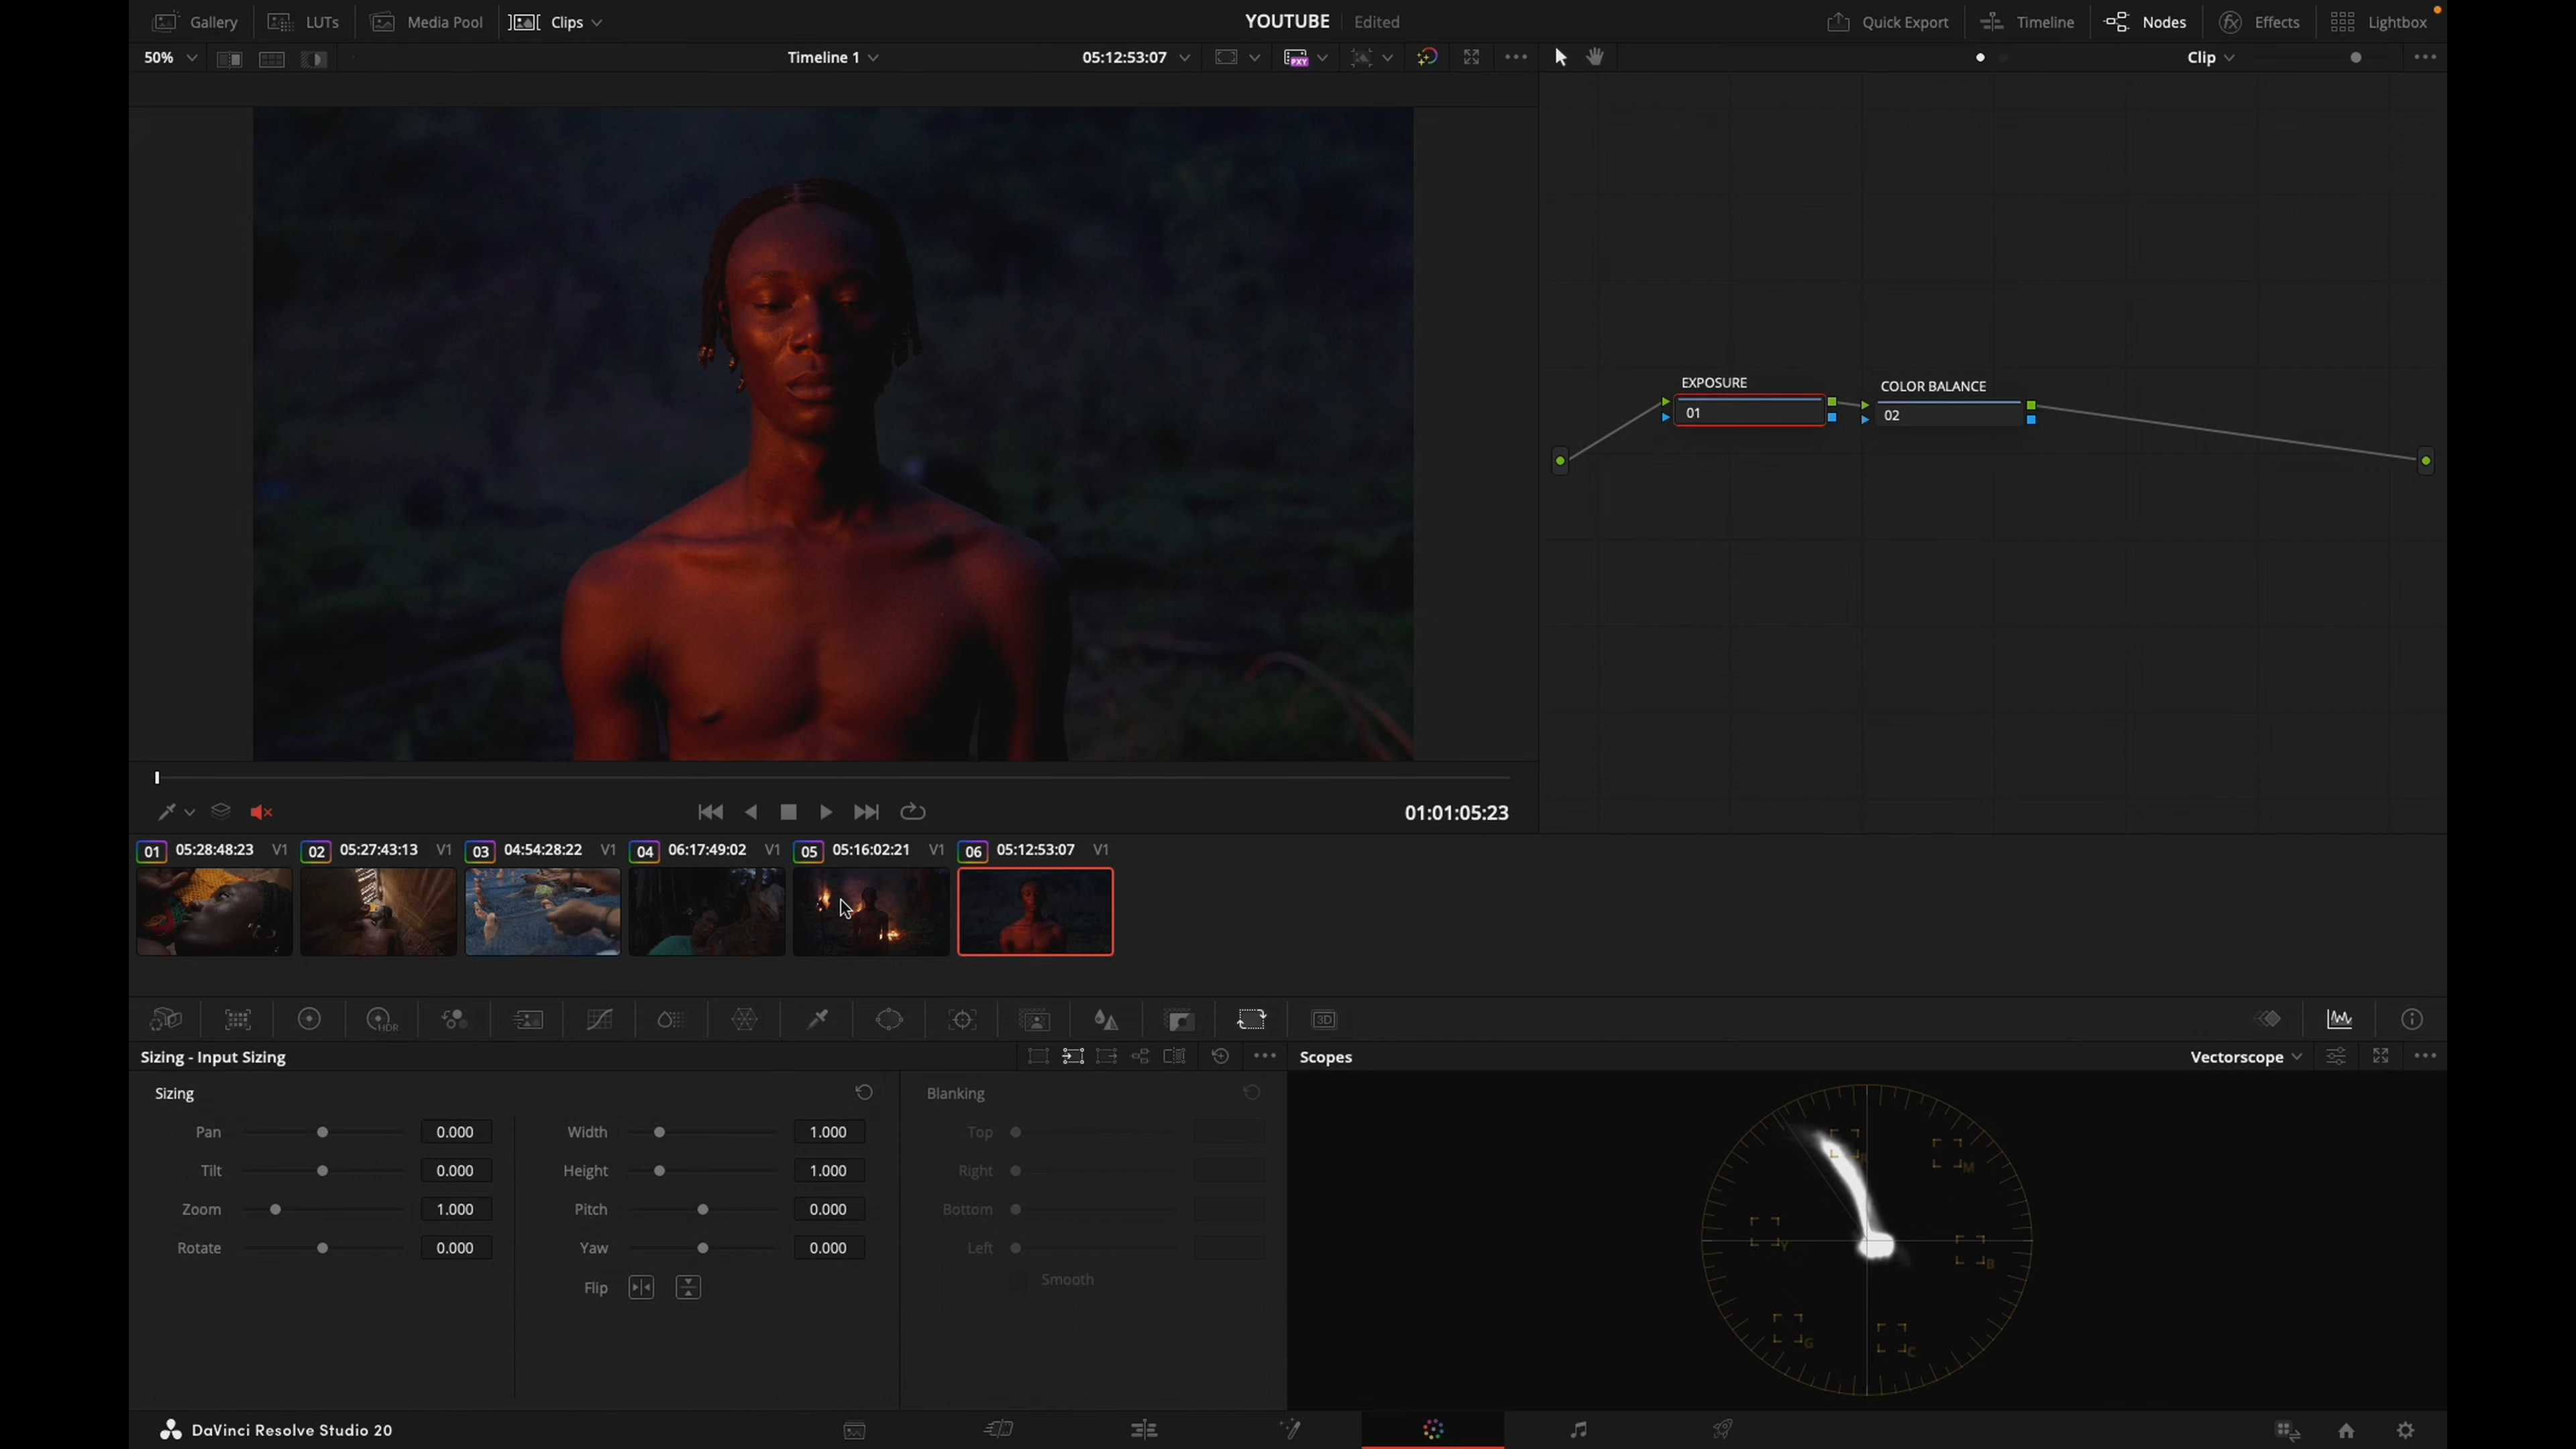 Gallery LUTs Media Pool Clips YOUTUBE Edited Quick Export Timeline Nodes Effects Lightbox
50% Timeline 1 05:12:53:07 PXY Clip
EXPOSURE
01
COLOR BALANCE
02
01:01:05:23
01 05:28:48:23 V1 02 05:27:43:13 V1 03 04:54:28:22 V1 04 06:17:49:02 V1 05 05:16:02:21 V1 06 05:12:53:07 V1
HDR 3D
Sizing - Input Sizing
Scopes Vectorscope
Sizing Blanking
Pan 0.000 Width 1.000 Top
Tilt 0.000 Height 1.000 Right
Zoom 1.000 Pitch 0.000 Bottom
Rotate 0.000 Yaw 0.000 Left
Flip Smooth
R
M
Y
B
G
C
DaVinci Resolve Studio 20